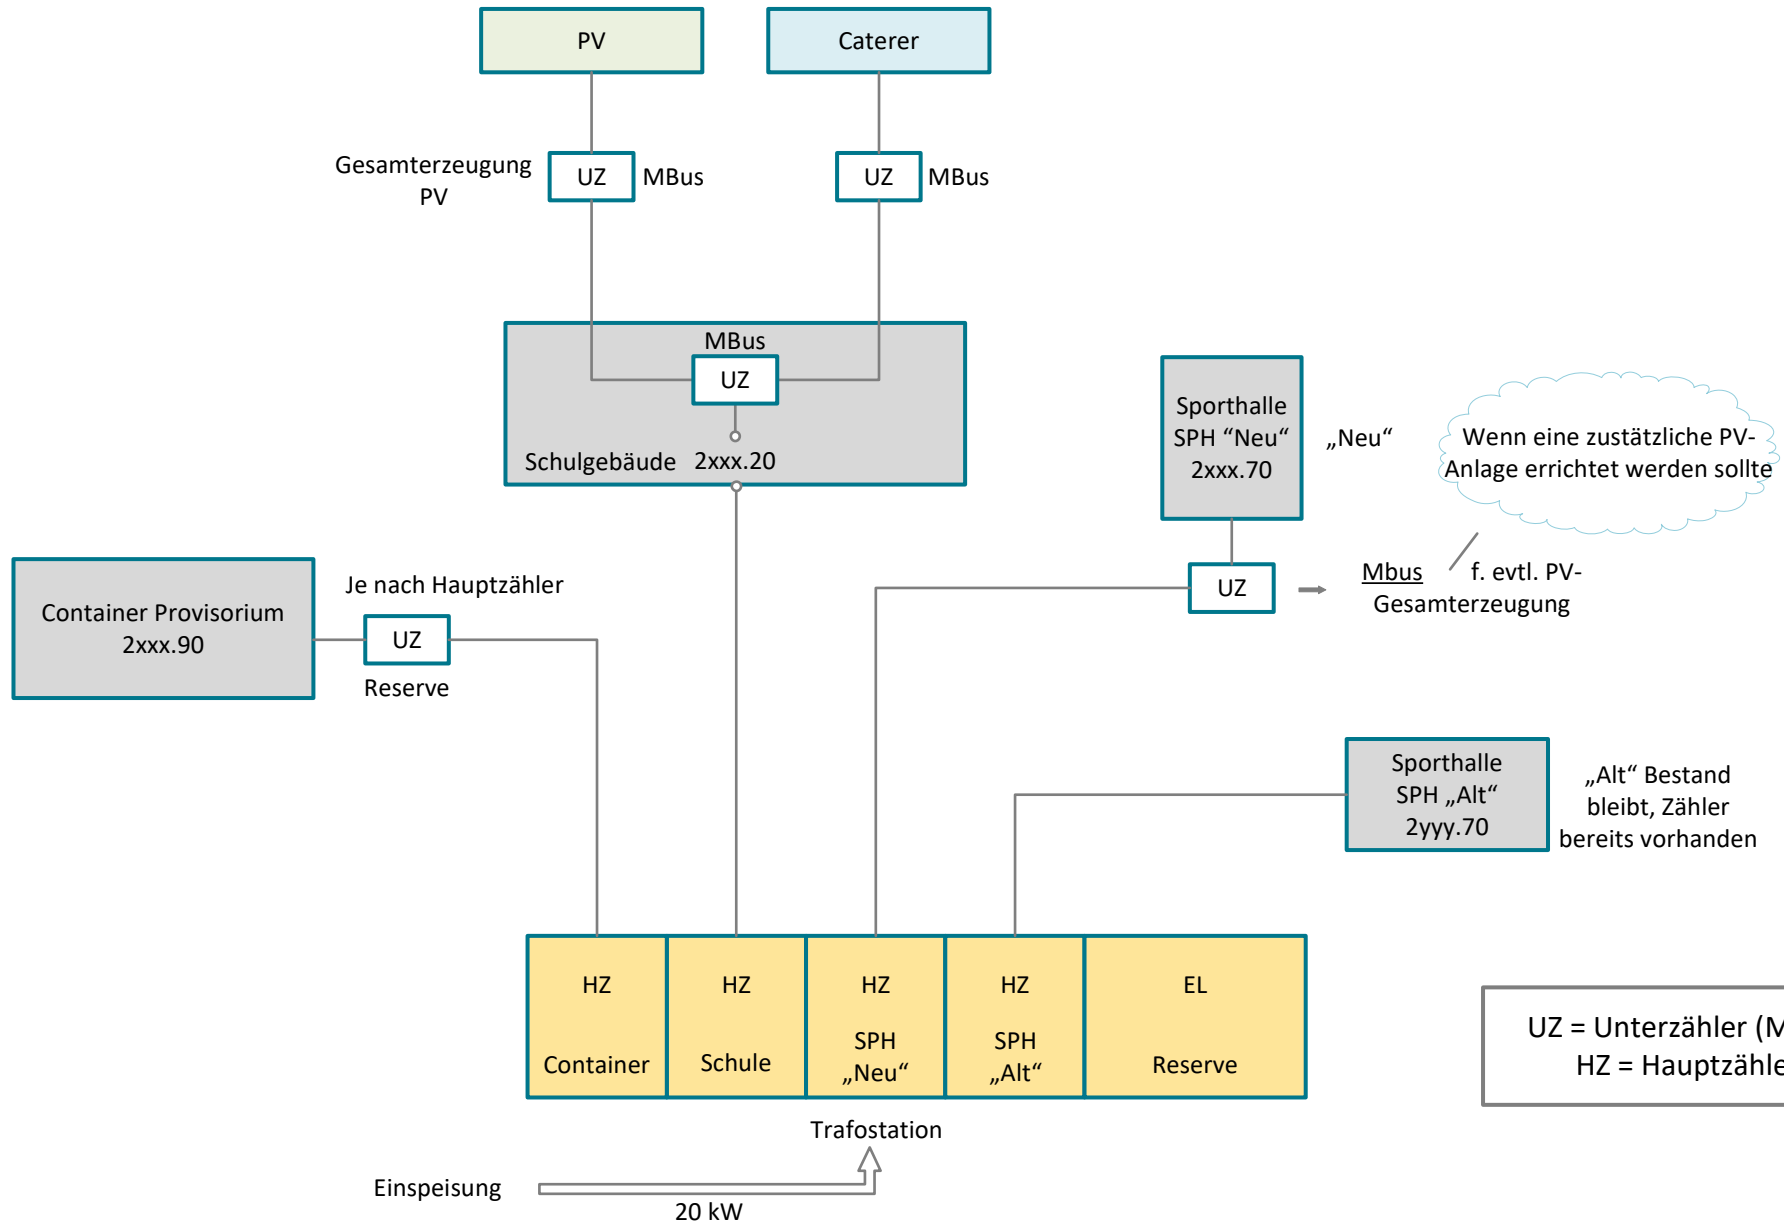 PV
Caterer
Gesamterzeugung
PV
UZ
MBus
UZ
MBus
MBus
UZ
Schulgebäude 2xxx.20
Sporthalle
SPH “Neu“
2xxx.70
„Neu“
Wenn eine zustätzliche PV-
Anlage errichtet werden sollte
UZ
Mbus f. evtl. PV-
Gesamterzeugung
Container Provisorium
2xxx.90
Je nach Hauptzähler
UZ
Reserve
Sporthalle
SPH „Alt“
2yyy.70
„Alt“ Bestand
bleibt, Zähler
bereits vorhanden
HZ
Container
HZ
Schule
HZ
SPH
„Neu“
HZ
SPH
„Alt“
EL
Reserve
UZ = Unterzähler (M
HZ = Hauptzähle
Trafostation
Einspeisung
20 kW